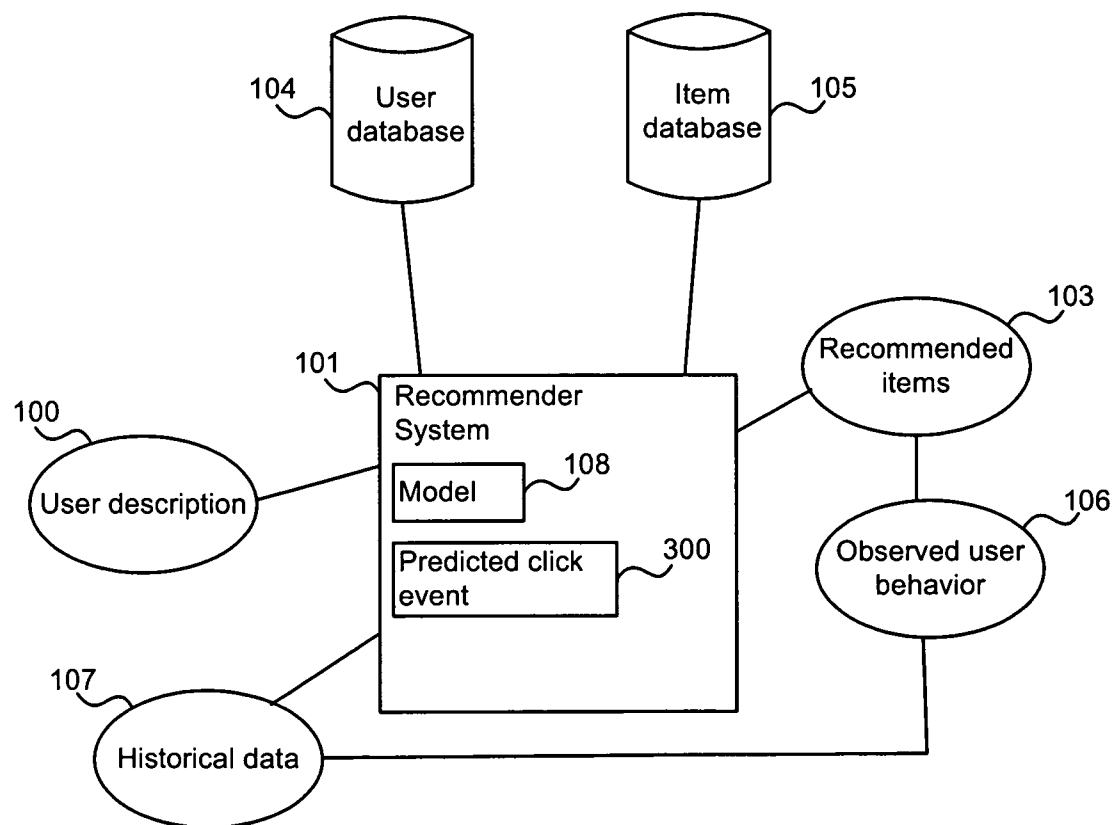 104
User
database
Item
database
105
103
Recommended
items
101
Recommender
System
100
User description
Model
108
106
Observed user
behavior
Predicted click
event
300
107
Historical data